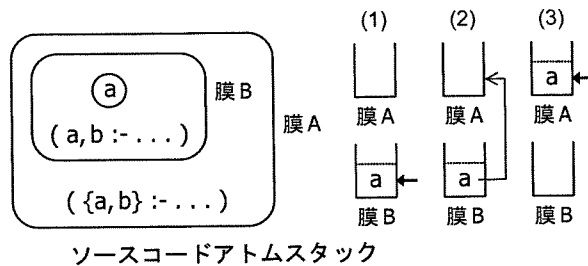 (1) (2) (3)
a
膜B
( a,b :- . . . )
膜A
( {a,b} :- . . . )
膜A 膜A a
膜A
a a
膜B 膜B 膜B
ソースコードアトムスタック